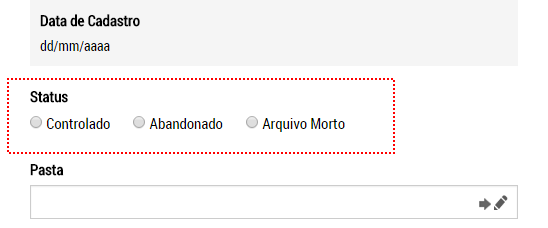 Data de Cadastro
dd/mm/aaaa
Status
Controlado Abandonado Arquivo Morto
Pasta